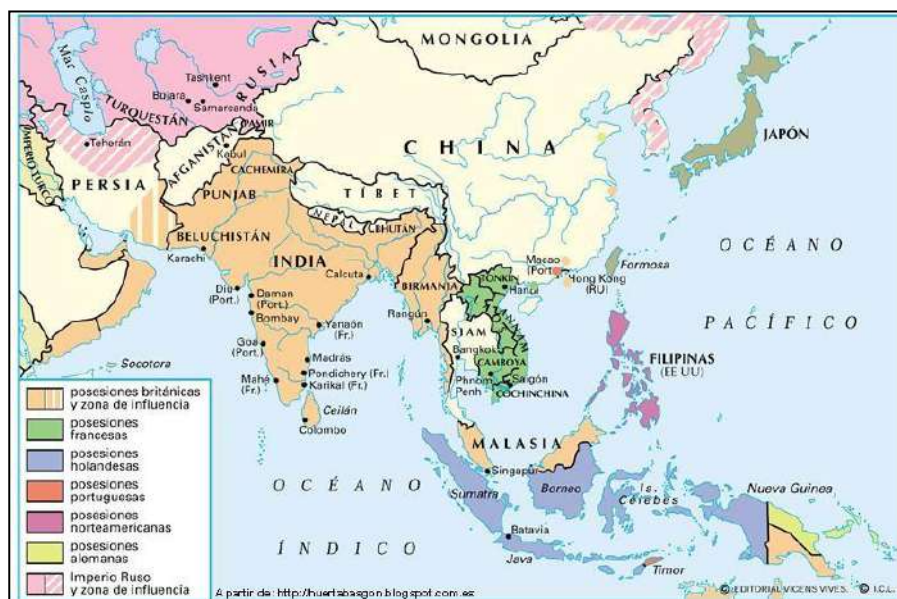 MONGOLIA
RUSIA
Mar Caspio
Tashkent
Bujara
Samarcanda
TURQUESTÁN
PAMIR
IMPERIO TURCO
Teherán
AFGANISTÁN
Kabul
CACHEMIRA
CHINA
JAPÓN
PERSIA
PUNJAB
TÍBET
NEPAL
BHUTÁN
BELUCHISTÁN
Karachi
INDIA
Calcuta
BIRMANIA
Rangún
Macao
(Port.)
Formosa
Hong Kong
(RU)
TONKIN
Hanoi
ANNAM
OCÉANO
PACÍFICO
Diu
(Port.)
Daman
(Port.)
Bombay
Yanaón
(Fr.)
Goa
(Port.)
Madrás
Pondichery (Fr.)
Karikal (Fr.)
Mahé
(Fr.)
Ceilán
Colombo
Socotora
SIAM
Bangkok
CAMBOYA
Phnom
Penh
Saigón
COCHINCHINA
FILIPINAS
(EE UU)
MALASIA
Singapur
Sumatra
Borneo
Is.
Célebes
Nueva Guinea
Batavia
Java
Timor
OCÉANO
ÍNDICO
posesiones británicas
y zona de influencia
posesiones
francesas
posesiones
holandesas
posesiones
portuguesas
posesiones
norteamericanas
posesiones
alemanas
Imperio Ruso
y zona de influencia
A partir de: http://huertabasgon.blogspot.com.es
© EDITORIAL VICENS VIVES. © I.C.L.